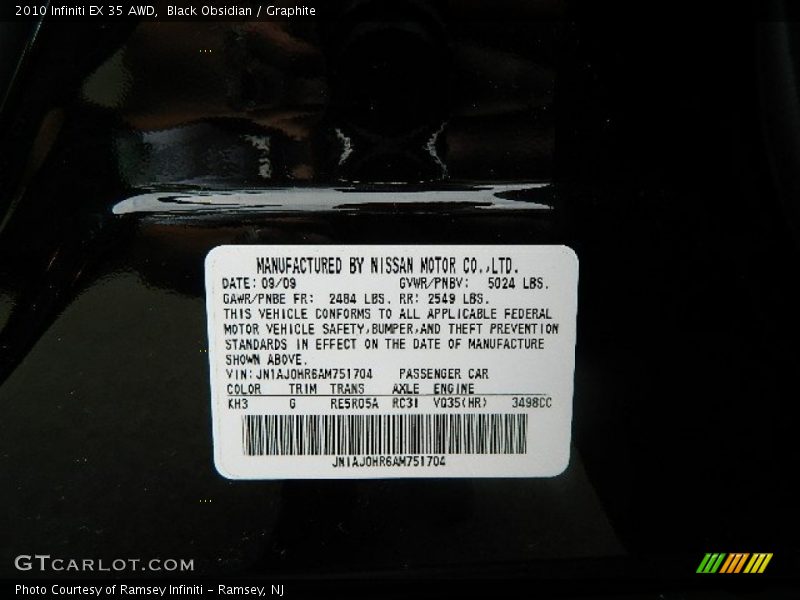 2010 Infiniti EX 35 AWD,  Black Obsidian / Graphite
MANUFACTURED BY NISSAN MOTOR CO.,LTD.
DATE: 09/09 GVWR/PNBV: 5024 LBS.
GAWR/PNBE FR: 2484 LBS. RR: 2549 LBS.
THIS VEHICLE CONFORMS TO ALL APPLICABLE FEDERAL
MOTOR VEHICLE SAFETY,BUMPER,AND THEFT PREVENTION
STANDARDS IN EFFECT ON THE DATE OF MANUFACTURE
SHOWN ABOVE.
VIN: JN1AJ0HR6AM751704 PASSENGER CAR
COLOR TRIM TRANS AXLE ENGINE
KH3 G RE5R05A RC31 VQ35(HR) 3498CC
JN1AJ0HR6AM751704
GTCARLOT.COM
Photo Courtesy of Ramsey Infiniti - Ramsey, NJ